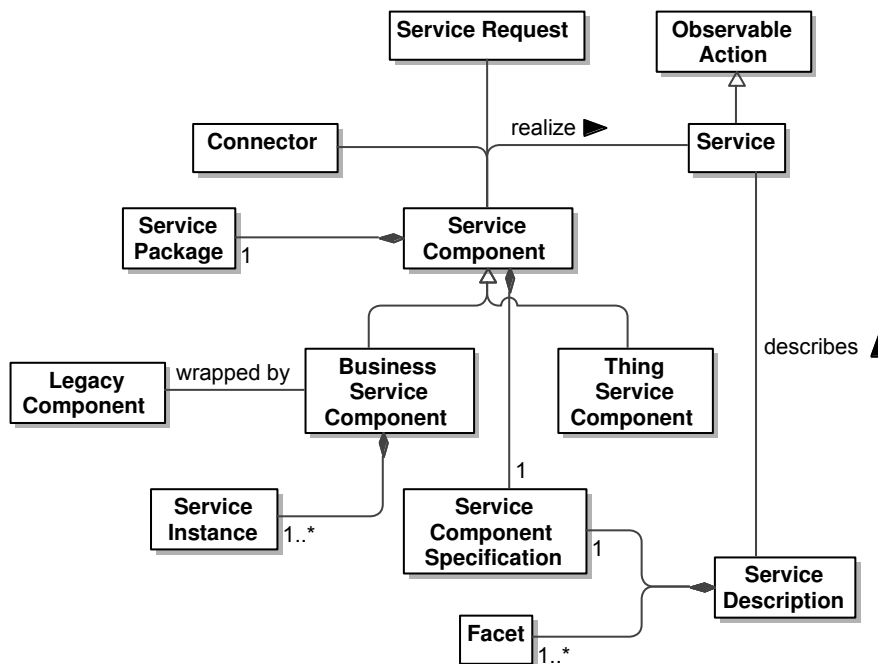 Service Request
Observable
Action
realize
Connector
Service
Service
Package
1
Service
Component
describes
Legacy
Component
wrapped by
Business
Service
Component
Thing
Service
Component
1
Service
Instance
1..*
Service
Component
Specification
1
Service
Description
Facet
1..*